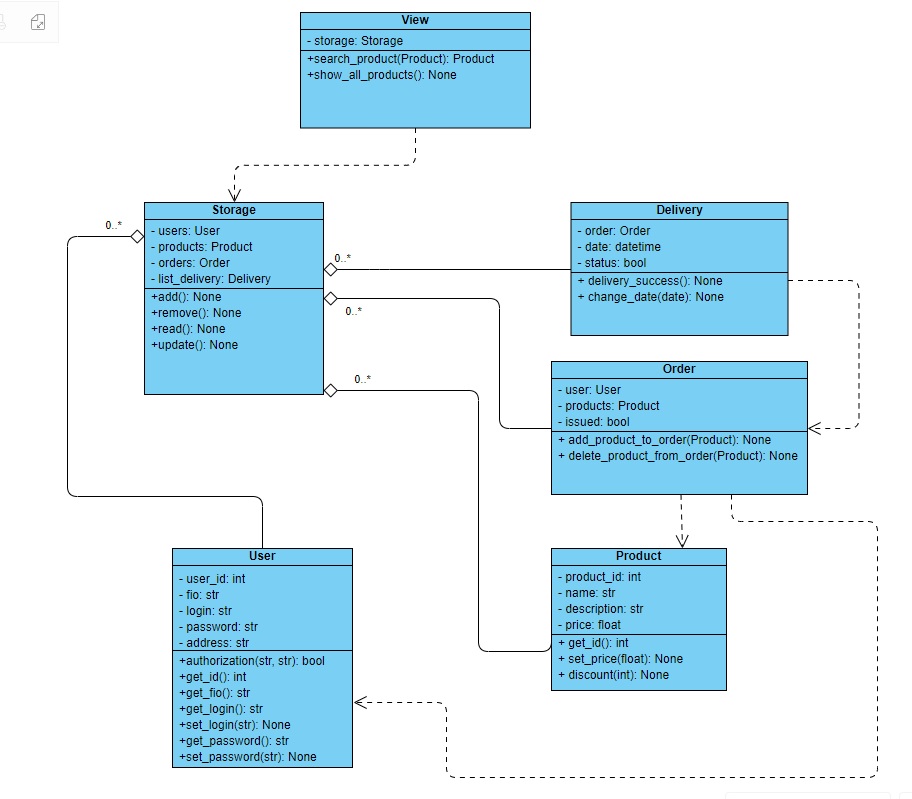 View
- storage: Storage
+search_product(Product): Product
+show_all_products(): None
Storage
- users: User
- products: Product
- orders: Order
- list_delivery: Delivery
+add(): None
+remove(): None
+read(): None
+update(): None
0..*
0..*
0..*
0..*
Delivery
- order: Order
- date: datetime
- status: bool
+ delivery_success(): None
+ change_date(date): None
Order
- user: User
- products: Product
- issued: bool
+ add_product_to_order(Product): None
+ delete_product_from_order(Product): None
User
- user_id: int
- fio: str
- login: str
- password: str
- address: str
+authorization(str, str): bool
+get_id(): int
+get_fio(): str
+get_login(): str
+set_login(str): None
+get_password(): str
+set_password(str): None
Product
- product_id: int
- name: str
- description: str
- price: float
+ get_id(): int
+ set_price(float): None
+ discount(int): None